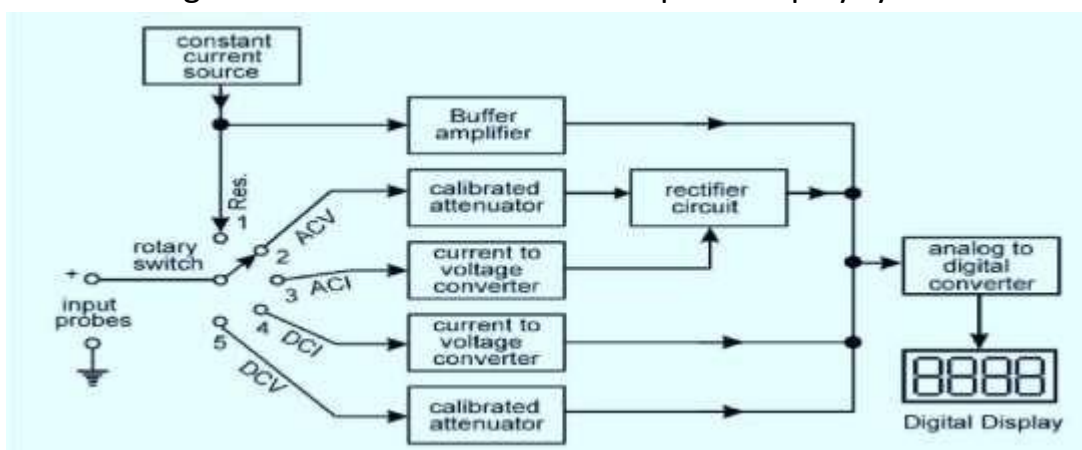 constant
current
source
Buffer
amplifier
calibrated
attenuator
rectifier
circuit
Res.
1
ACV
2
rotary
switch
ACI
3
current to
voltage
converter
analog to
digital
converter
+
input
probes
4
DCI
5
DCV
current to
voltage
converter
calibrated
attenuator
8888
Digital Display